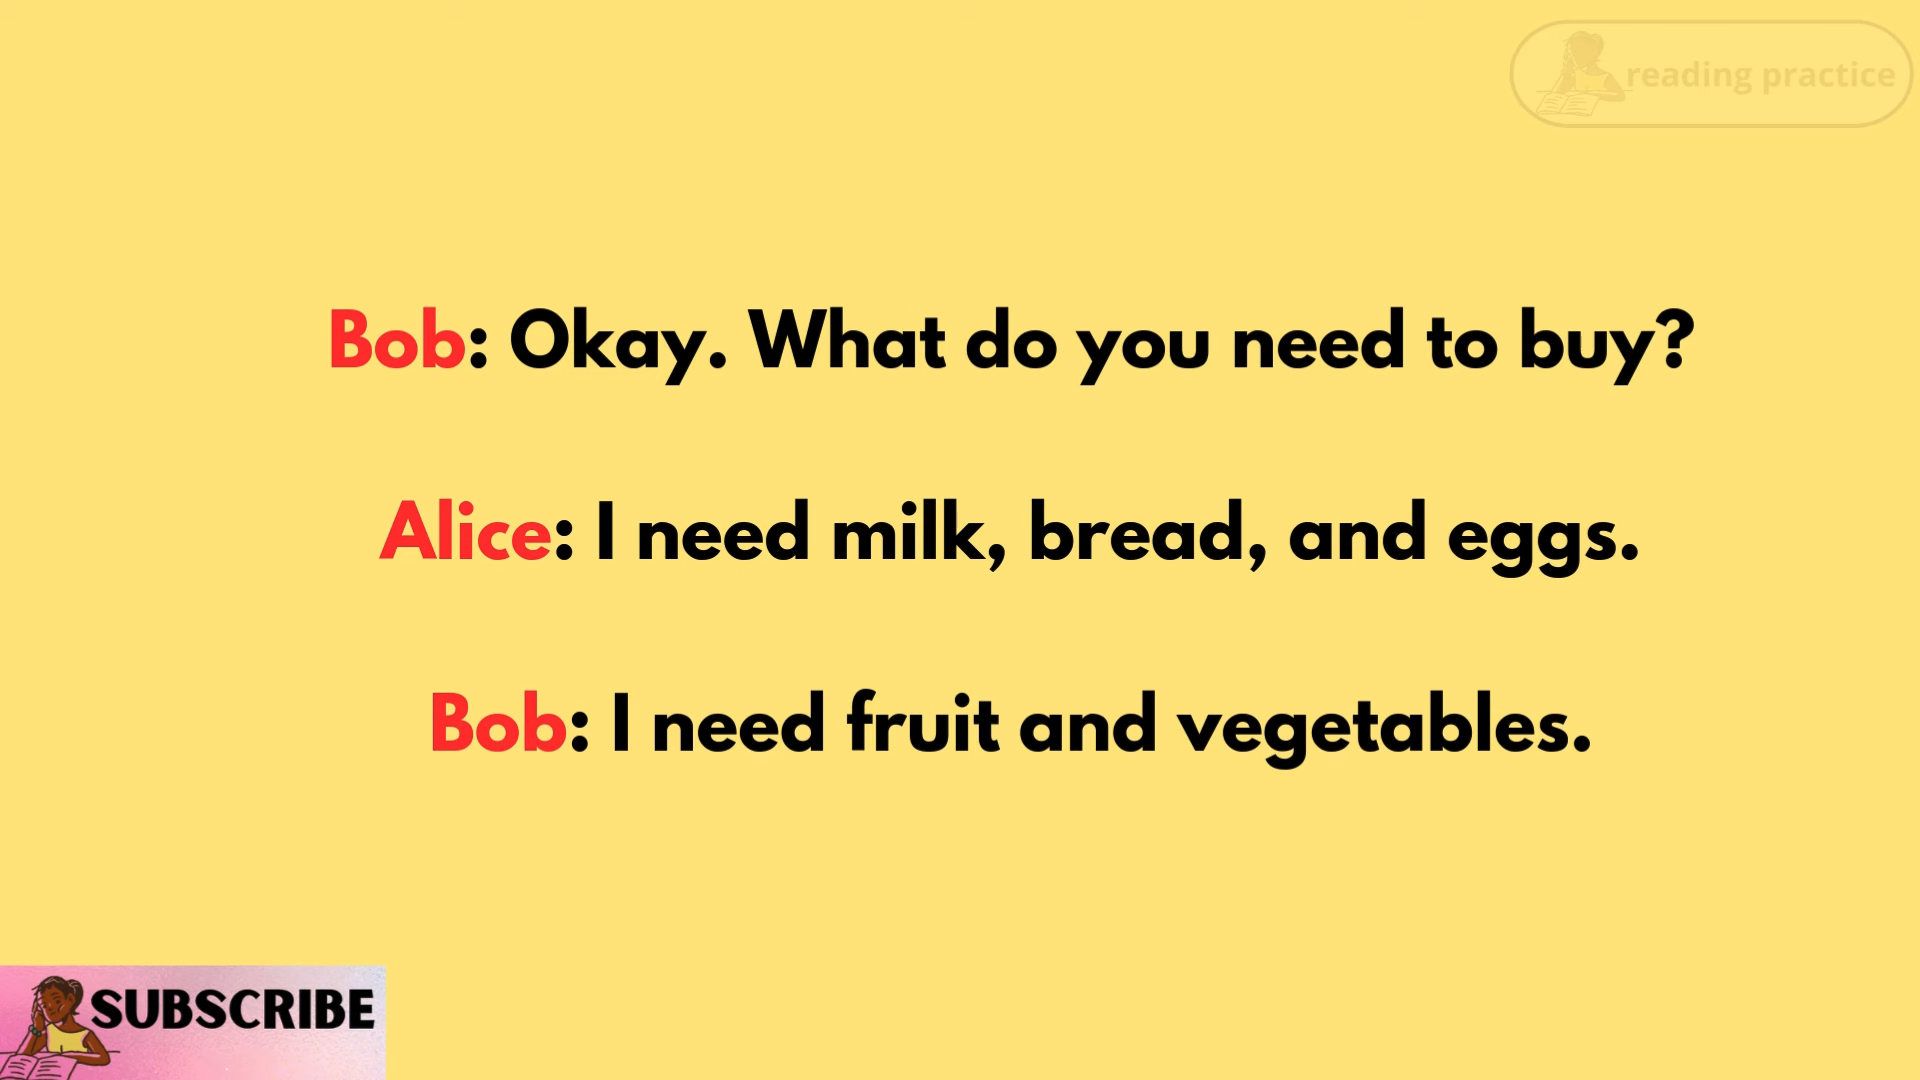 reading practice
Bob: Okay. What do you need to buy?
Alice: I need milk, bread, and eggs.
Bob: I need fruit and vegetables.
SUBSCRIBE